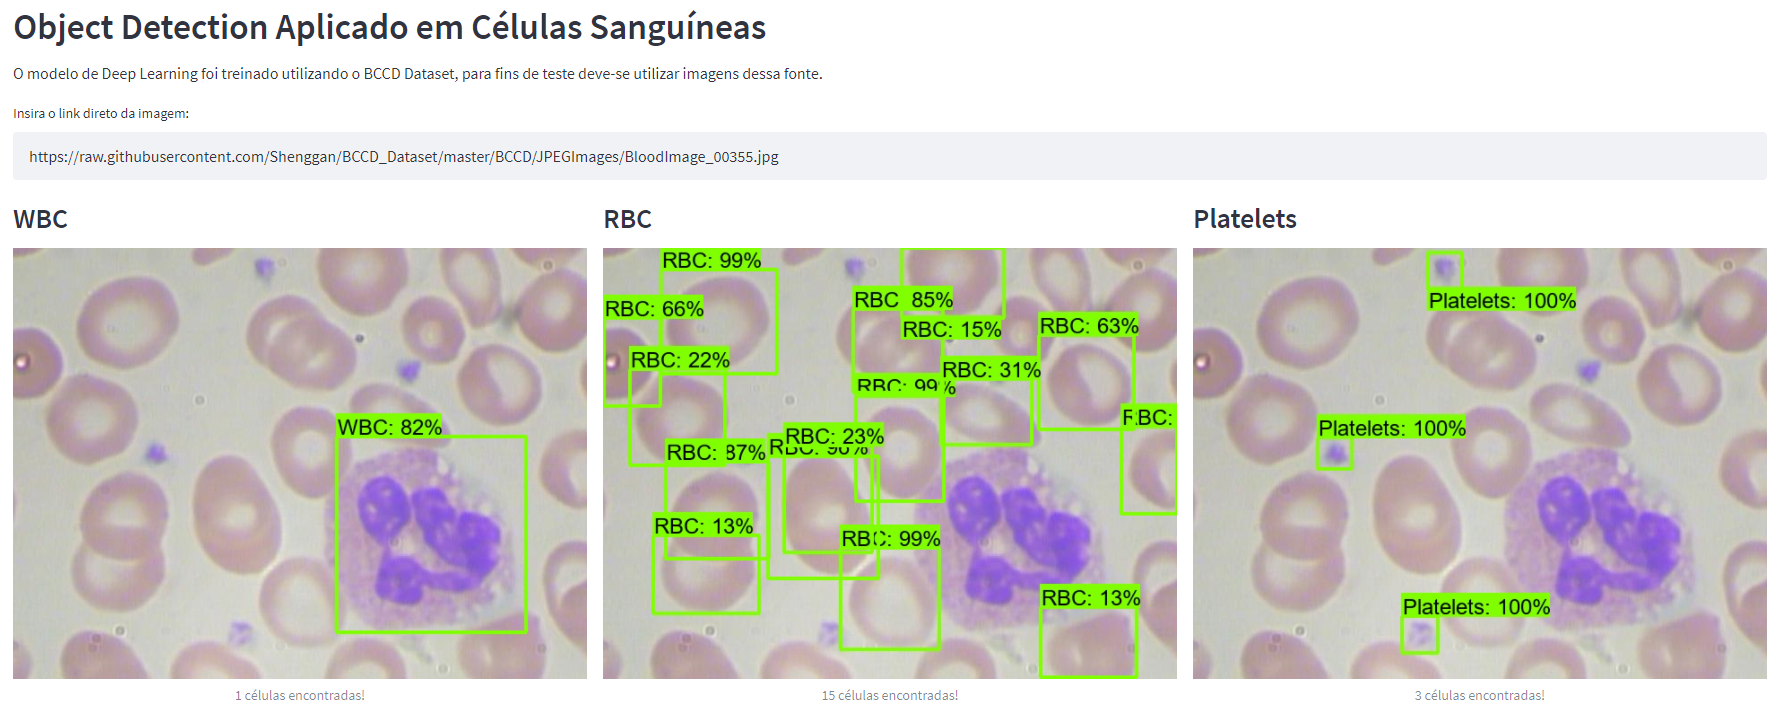 Object Detection Aplicado em Células Sanguíneas
O modelo de Deep Learning foi treinado utilizando o BCCD Dataset, para fins de teste deve-se utilizar imagens dessa fonte.
Insira o link direto da imagem:
https://raw.githubusercontent.com/Shenggan/BCCD_Dataset/master/BCCD/JPEGImages/BloodImage_00355.jpg
WBC
WBC: 82%
1 células encontradas!
RBC
RBC: 99%
RBC: 66%
RBC 85%
RBC: 15%
RBC: 63%
RBC: 22%
RBC: 31%
RBC: 99%
RBC:
RBC: 23%
RBC: 87%
RBC: 13%
RBC: 99%
RBC: 13%
15 células encontradas!
Platelets
Platelets: 100%
Platelets: 100%
Platelets: 100%
3 células encontradas!